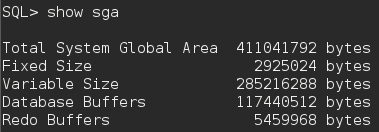 SQL> show sga
Total System Global Area  411041792 bytes
Fixed Size                  2925024 bytes
Variable Size             285216288 bytes
Database Buffers          117440512 bytes
Redo Buffers                5459968 bytes